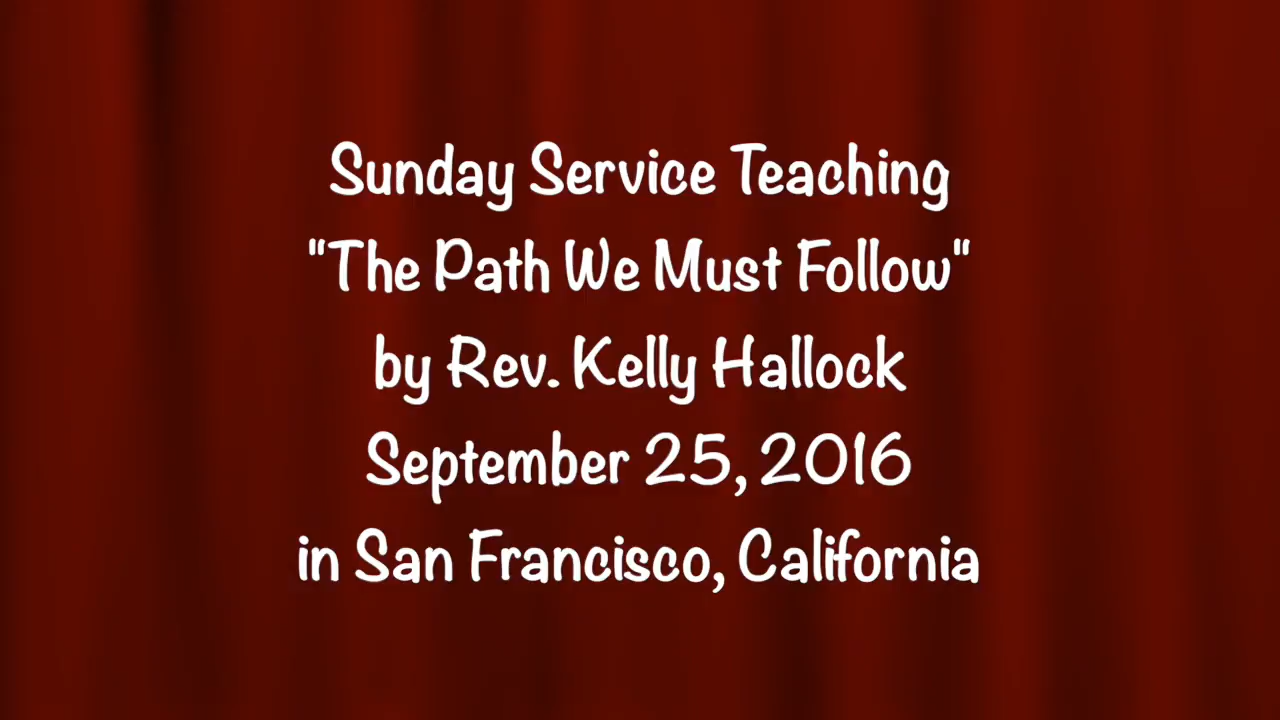 Sunday Service Teaching
"The Path We Must Follow"
by Rev. Kelly Hallock
September 25, 2016
in San Francisco, California